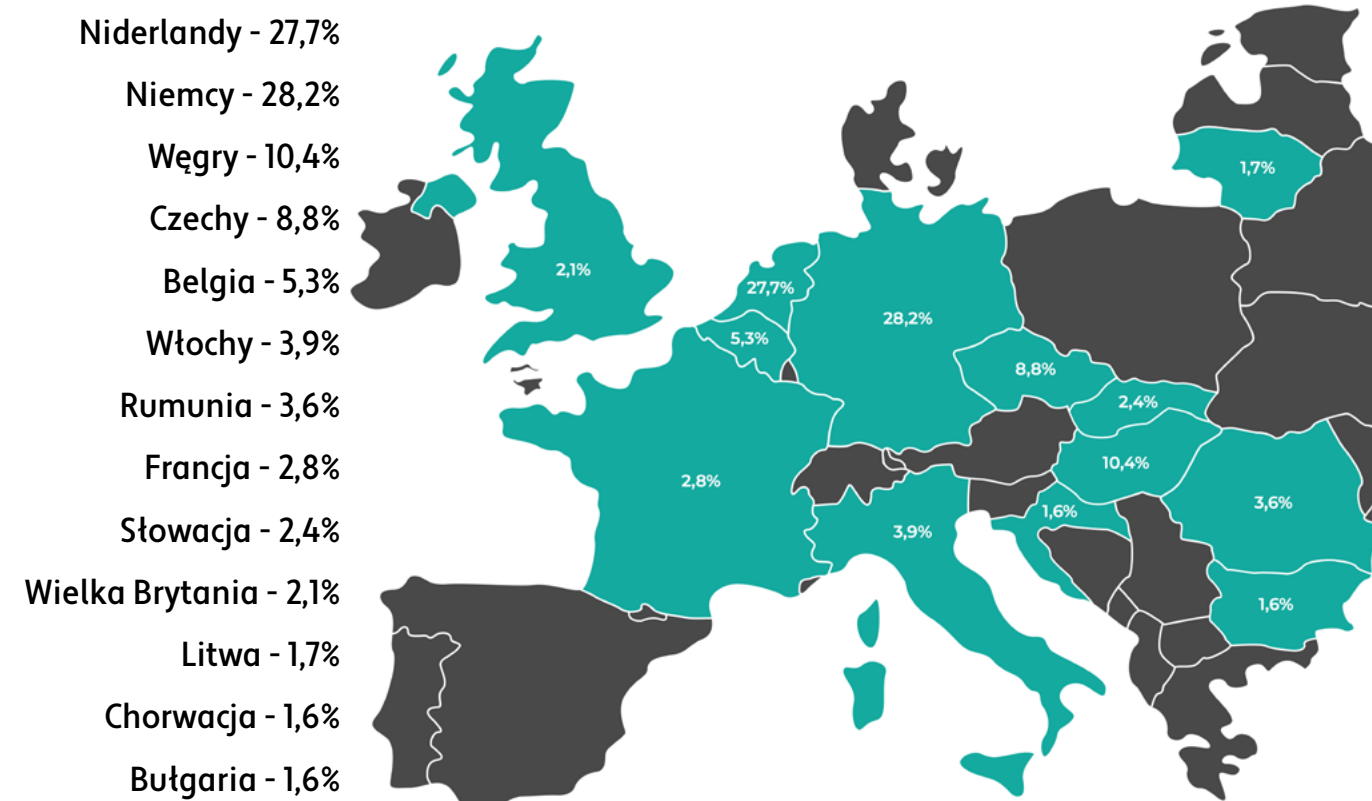 Niderlandy - 27,7%
Niemcy - 28,2%
Węgry - 10,4%
Czechy - 8,8%
Belgia - 5,3%
Włochy - 3,9%
Rumunia - 3,6%
Francja - 2,8%
Słowacja - 2,4%
Wielka Brytania - 2,1%
Litwa - 1,7%
Chorwacja - 1,6%
Bułgaria - 1,6%
1,7%
2,1%
27,7%
28,2%
5,3%
8,8%
2,4%
10,4%
2,8%
3,6%
1,6%
3,9%
1,6%